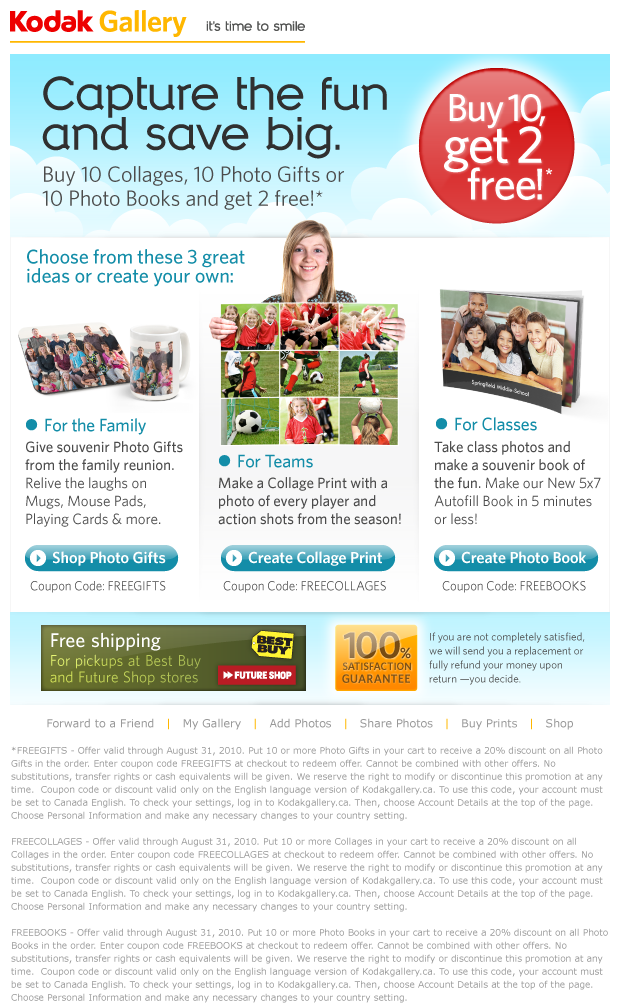 Kodak Gallery it's time to smile
Capture the fun
and save big.
Buy 10 Collages, 10 Photo Gifts or
10 Photo Books and get 2 free!*
Buy 10,
get 2
free!*
Choose from these 3 great
ideas or create your own:
For the Family
Give souvenir Photo Gifts
from the family reunion.
Relive the laughs on
Mugs, Mouse Pads,
Playing Cards & more.
Shop Photo Gifts
Coupon Code: FREEGIFTS
For Teams
Make a Collage Print with a
photo of every player and
action shots from the season!
Create Collage Print
Coupon Code: FREECOLLAGES
Springfield Middle School
For Classes
Take class photos and
make a souvenir book of
the fun. Make our New 5x7
Autofill Book in 5 minutes
or less!
Create Photo Book
Coupon Code: FREEBOOKS
Free shipping
For pickups at Best Buy
and Future Shop stores
BEST
BUY
FUTURE SHOP
100%
SATISFACTION
GUARANTEE
If you are not completely satisfied,
we will send you a replacement or
fully refund your money upon
return —you decide.
Forward to a Friend | My Gallery | Add Photos | Share Photos | Buy Prints | Shop
*FREEGIFTS - Offer valid through August 31, 2010. Put 10 or more Photo Gifts in your cart to receive a 20% discount on all Photo
Gifts in the order. Enter coupon code FREEGIFTS at checkout to redeem offer. Cannot be combined with other offers. No
substitutions, transfer rights or cash equivalents will be given. We reserve the right to modify or discontinue this promotion at any
time. Coupon code or discount valid only on the English language version of Kodakgallery.ca. To use this code, your account must
be set to Canada English. To check your settings, log in to Kodakgallery.ca. Then, choose Account Details at the top of the page.
Choose Personal Information and make any necessary changes to your country setting.
FREECOLLAGES - Offer valid through August 31, 2010. Put 10 or more Collages in your cart to receive a 20% discount on all
Collages in the order. Enter coupon code FREECOLLAGES at checkout to redeem offer. Cannot be combined with other offers. No
substitutions, transfer rights or cash equivalents will be given. We reserve the right to modify or discontinue this promotion at any
time. Coupon code or discount valid only on the English language version of Kodakgallery.ca. To use this code, your account must
be set to Canada English. To check your settings, log in to Kodakgallery.ca. Then, choose Account Details at the top of the page.
Choose Personal Information and make any necessary changes to your country setting.
FREEBOOKS - Offer valid through August 31, 2010. Put 10 or more Photo Books in your cart to receive a 20% discount on all Photo
Books in the order. Enter coupon code FREEBOOKS at checkout to redeem offer. Cannot be combined with other offers. No
substitutions, transfer rights or cash equivalents will be given. We reserve the right to modify or discontinue this promotion at any
time. Coupon code or discount valid only on the English language version of Kodakgallery.ca. To use this code, your account must
be set to Canada English. To check your settings, log in to Kodakgallery.ca. Then, choose Account Details at the top of the page.
Choose Personal Information and make any necessary changes to your country setting.